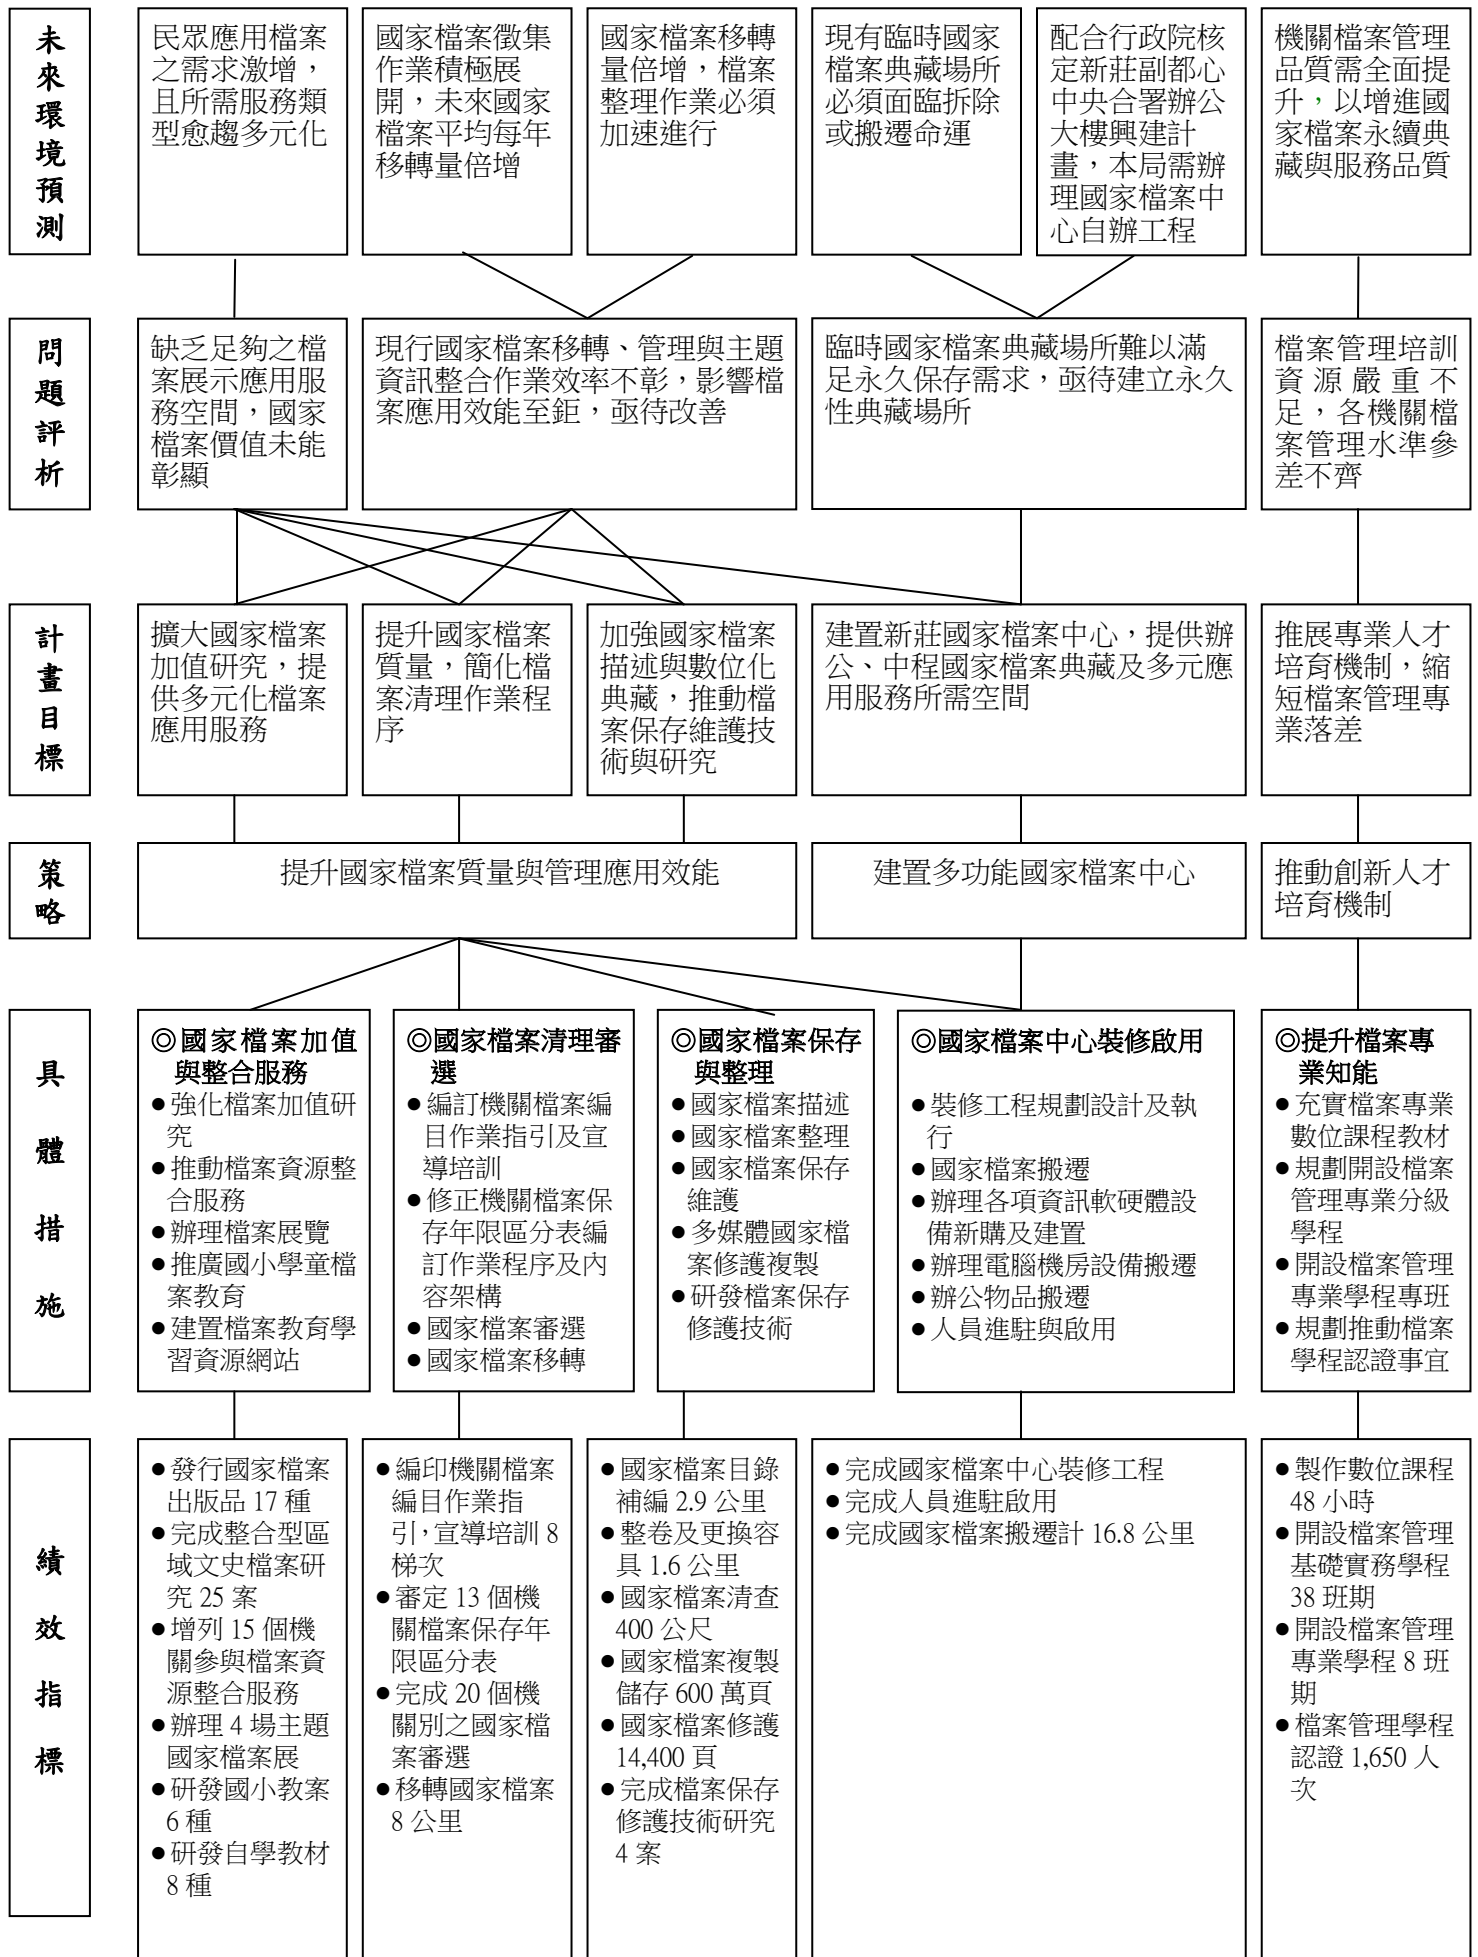 未
來
環
境
預
測
民眾應用檔案
之需求激增，
且所需服務類
型愈趨多元化
國家檔案徵集
作業積極展
開，未來國家
檔案平均每年
移轉量倍增
國家檔案移轉
量倍增，檔案
整理作業必須
加速進行
現有臨時國家
檔案典藏場所
必須面臨拆除
或搬遷命運
配合行政院核
定新莊副都心
中央合署辦公
大樓興建計
畫，本局需辦
理國家檔案中
心自辦工程
機關檔案管理
品質需全面提
升，以增進國
家檔案永續典
藏與服務品質
問
題
評
析
缺乏足夠之檔
案展示應用服
務空間，國家
檔案價值未能
彰顯
現行國家檔案移轉、管理與主題
資訊整合作業效率不彰，影響檔
案應用效能至鉅，亟待改善
臨時國家檔案典藏場所難以滿
足永久保存需求，亟待建立永久
性典藏場所
檔案管理培訓
資源嚴重不
足，各機關檔
案管理水準參
差不齊
計
畫
目
標
擴大國家檔案
加值研究，提
供多元化檔案
應用服務
提升國家檔案
質量，簡化檔
案清理作業程
序
加強國家檔案
描述與數位化
典藏，推動檔
案保存維護技
術與研究
建置新莊國家檔案中心，提供辦
公、中程國家檔案典藏及多元應
用服務所需空間
推展專業人才
培育機制，縮
短檔案管理專
業落差
策
略
提升國家檔案質量與管理應用效能
建置多功能國家檔案中心
推動創新人才
培育機制
具
體
措
施
◎國家檔案加值
與整合服務
●強化檔案加值研
究
●推動檔案資源整
合服務
●辦理檔案展覽
●推廣國小學童檔
案教育
●建置檔案教育學
習資源網站
◎國家檔案清理審
選
●編訂機關檔案編
目作業指引及宣
導培訓
●修正機關檔案保
存年限區分表編
訂作業程序及內
容架構
●國家檔案審選
●國家檔案移轉
◎國家檔案保存
與整理
●國家檔案描述
●國家檔案整理
●國家檔案保存
維護
●多媒體國家檔
案修護複製
●研發檔案保存
修護技術
◎國家檔案中心裝修啟用
●裝修工程規劃設計及執
行
●國家檔案搬遷
●辦理各項資訊軟硬體設
備新購及建置
●辦理電腦機房設備搬遷
●辦公物品搬遷
●人員進駐與啟用
◎提升檔案專
業知能
●充實檔案專業
數位課程教材
●規劃開設檔案
管理專業分級
學程
●開設檔案管理
專業學程專班
●規劃推動檔案
學程認證事宜
績
效
指
標
●發行國家檔案
出版品 17 種
●完成整合型區
域文史檔案研
究 25 案
●增列 15 個機
關參與檔案資
源整合服務
●辦理 4 場主題
國家檔案展
●研發國小教案
6 種
●研發自學教材
8 種
●編印機關檔案
編目作業指
引，宣導培訓 8
梯次
●審定 13 個機
關檔案保存年
限區分表
●完成 20 個機
關別之國家檔
案審選
●移轉國家檔案
8 公里
●國家檔案目錄
補編 2.9 公里
●整卷及更換容
具 1.6 公里
●國家檔案清查
400 公尺
●國家檔案複製
儲存 600 萬頁
●國家檔案修護
14,400 頁
●完成檔案保存
修護技術研究
4 案
●完成國家檔案中心裝修工程
●完成人員進駐啟用
●完成國家檔案搬遷計 16.8 公里
●製作數位課程
48 小時
●開設檔案管理
基礎實務學程
38 班期
●開設檔案管理
專業學程 8 班
期
●檔案管理學程
認證 1,650 人
次